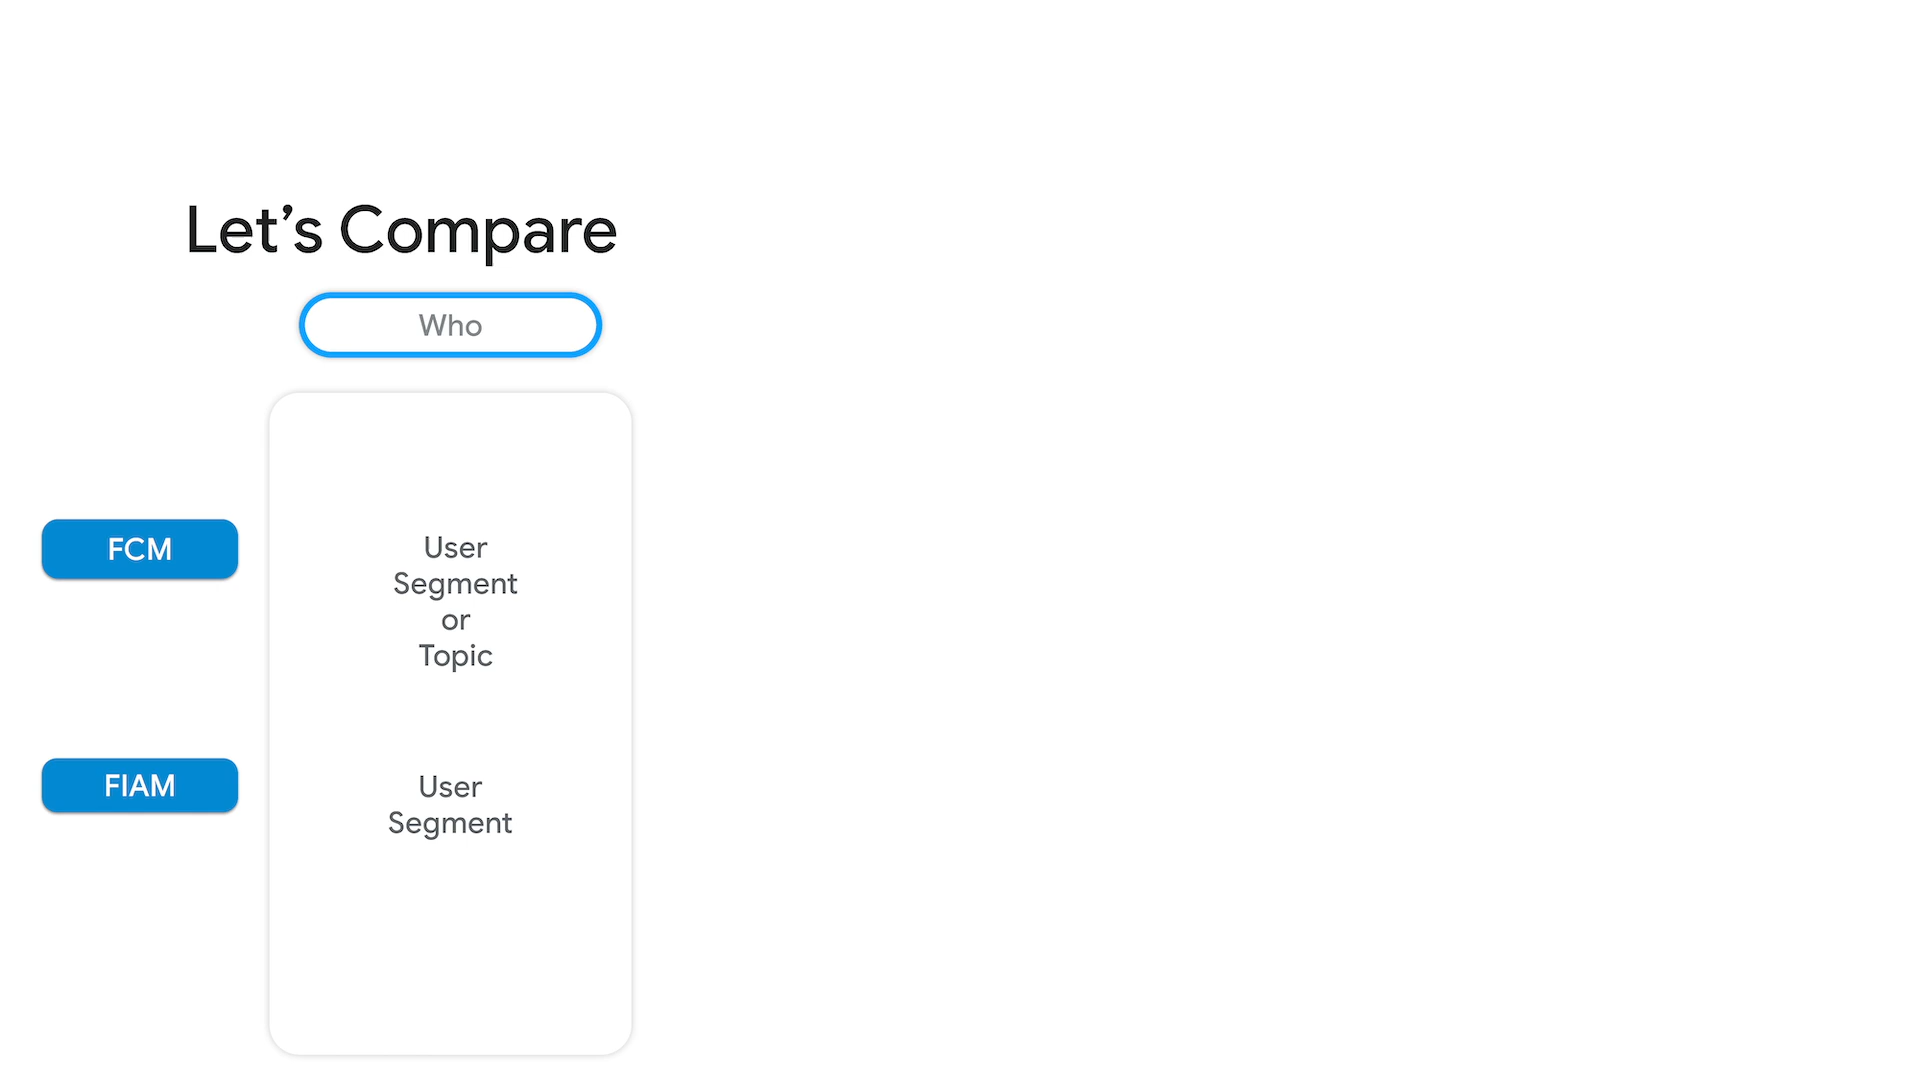 Let’s Compare
Who
FCM
User
Segment
or
Topic
FIAM
User
Segment